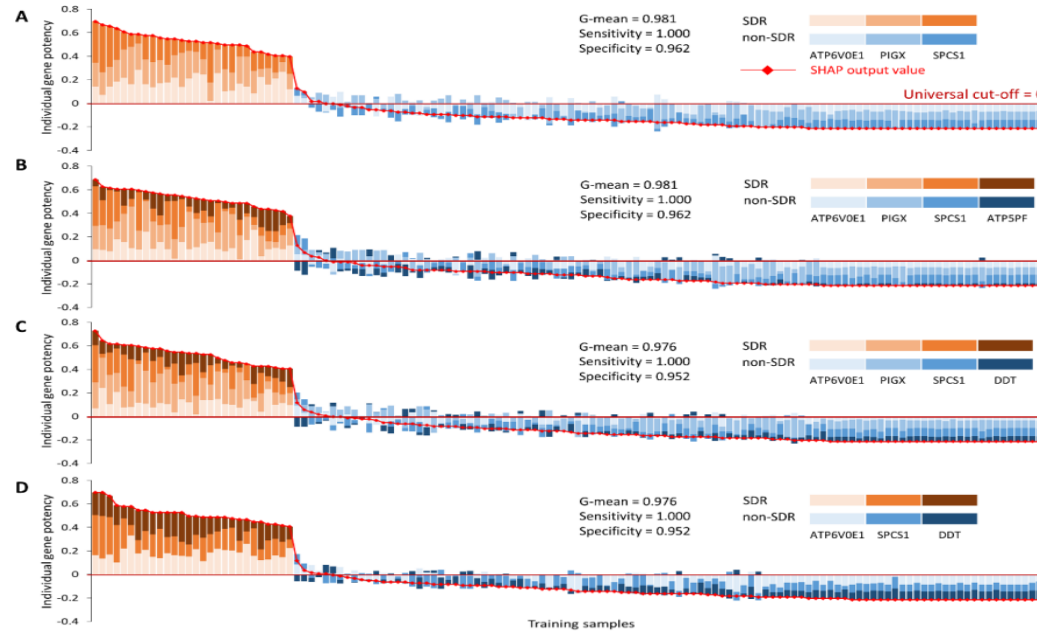 A
Individual gene potency
0.8
0.6
0.4
0.2
0
-0.2
-0.4
G-mean = 0.981
Sensitivity = 1.000
Specificity = 0.962
SDR
non-SDR
ATP6V0E1 PIGX SPCS1
SHAP output value
Universal cut-off =
B
Individual gene potency
0.8
0.6
0.4
0.2
0
-0.2
-0.4
G-mean = 0.981
Sensitivity = 1.000
Specificity = 0.962
SDR
non-SDR
ATP6V0E1 PIGX SPCS1 ATP5PF
C
Individual gene potency
0.8
0.6
0.4
0.2
0
-0.2
-0.4
G-mean = 0.976
Sensitivity = 1.000
Specificity = 0.952
SDR
non-SDR
ATP6V0E1 PIGX SPCS1 DDT
D
Individual gene potency
0.8
0.6
0.4
0.2
0
-0.2
-0.4
G-mean = 0.976
Sensitivity = 1.000
Specificity = 0.952
SDR
non-SDR
ATP6V0E1 SPCS1 DDT
Training samples